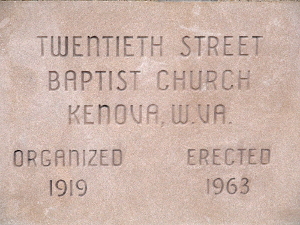 TWENTIETH STREET
BAPTIST CHURCH
KENOVA, W.VA.
ORGANIZED ERECTED
1919 1963